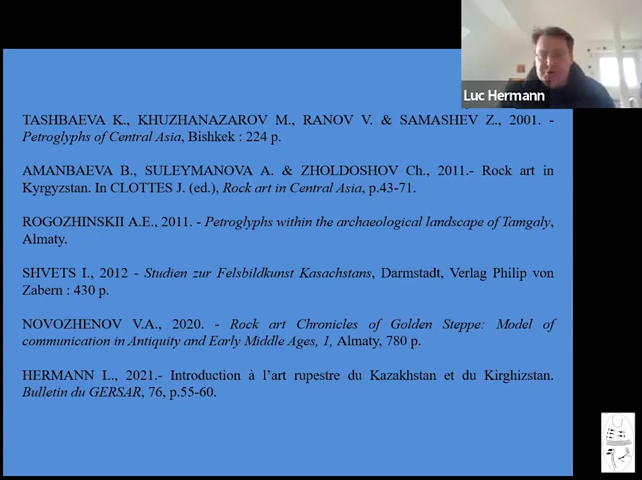 Luc Hermann
TASHBAEVA K., KHUZHANAZAROV M., RANOV V. & SAMASHEV Z., 2001. -
Petroglyphs of Central Asia, Bishkek : 224 p.
AMANBAEVA B., SULEYMANOVA A. & ZHOLDOSHOV Ch., 2011.- Rock art in
Kyrgyzstan. In CLOTTES J. (ed.), Rock art in Central Asia, p.43-71.
ROGOZHINSKII A.E., 2011. - Petroglyphs within the archaeological landscape of Tamgaly,
Almaty.
SHVETS I., 2012 - Studien zur Felsbildkunst Kasachstans, Darmstadt, Verlag Philip von
Zabern : 430 p.
NOVOZHENOV V.A., 2020. - Rock art Chronicles of Golden Steppe: Model of
communication in Antiquity and Early Middle Ages, 1, Almaty, 780 p.
HERMANN L., 2021.- Introduction à l’art rupestre du Kazakhstan et du Kirghizstan.
Bulletin du GERSAR, 76, p.55-60.